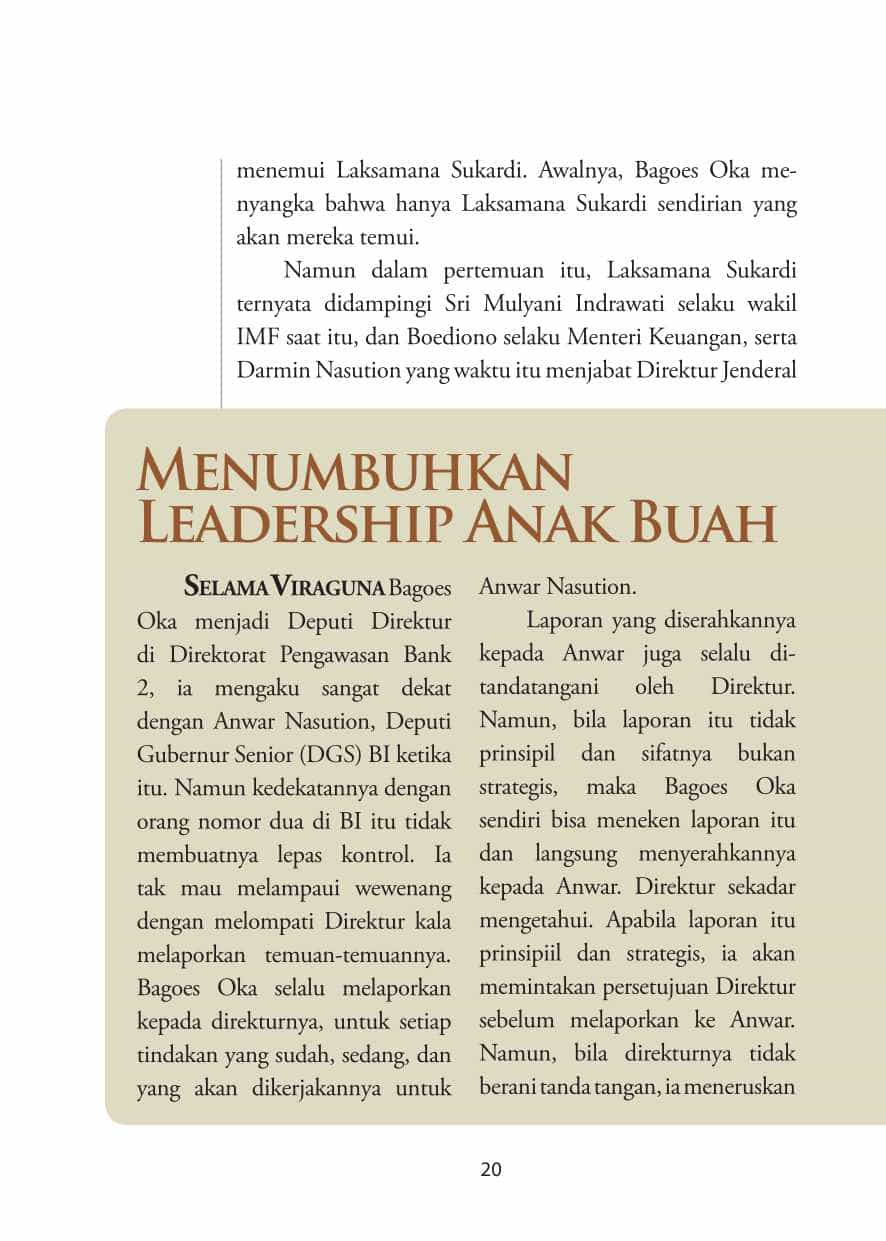 menemui Laksamana Sukardi. Awalnya, Bagoes Oka me-
nyangka bahwa hanya Laksamana Sukardi sendirian yang
akan mereka temui.
Namun dalam pertemuan itu, Laksamana Sukardi
ternyata didampingi Sri Mulyani Indrawati selaku wakil
IMF saat itu, dan Boediono selaku Menteri Keuangan, serta
Darmin Nasution yang waktu itu menjabat Direktur Jenderal
MENUMBUHKAN
LEADERSHIP ANAK BUAH
SELAMA VIRAGUNA Bagoes
Oka menjadi Deputi Direktur
di Direktorat Pengawasan Bank
2, ia mengaku sangat dekat
dengan Anwar Nasution, Deputi
Gubernur Senior (DGS) BI ketika
itu. Namun kedekatannya dengan
orang nomor dua di BI itu tidak
membuatnya lepas kontrol. Ia
tak mau melampaui wewenang
dengan melompati Direktur kala
melaporkan temuan-temuannya.
Bagoes Oka selalu melaporkan
kepada direkturnya, untuk setiap
tindakan yang sudah, sedang, dan
yang akan dikerjakannya untuk
Anwar Nasution.
Laporan yang diserahkannya
kepada Anwar juga selalu di-
tandatangani oleh Direktur.
Namun, bila laporan itu tidak
prinsipil dan sifatnya bukan
strategis, maka Bagoes Oka
sendiri bisa meneken laporan itu
dan langsung menyerahkannya
kepada Anwar. Direktur sekadar
mengetahui. Apabila laporan itu
prinsipiil dan strategis, ia akan
memintakan persetujuan Direktur
sebelum melaporkan ke Anwar.
Namun, bila direkturnya tidak
berani tanda tangan, ia meneruskan
20